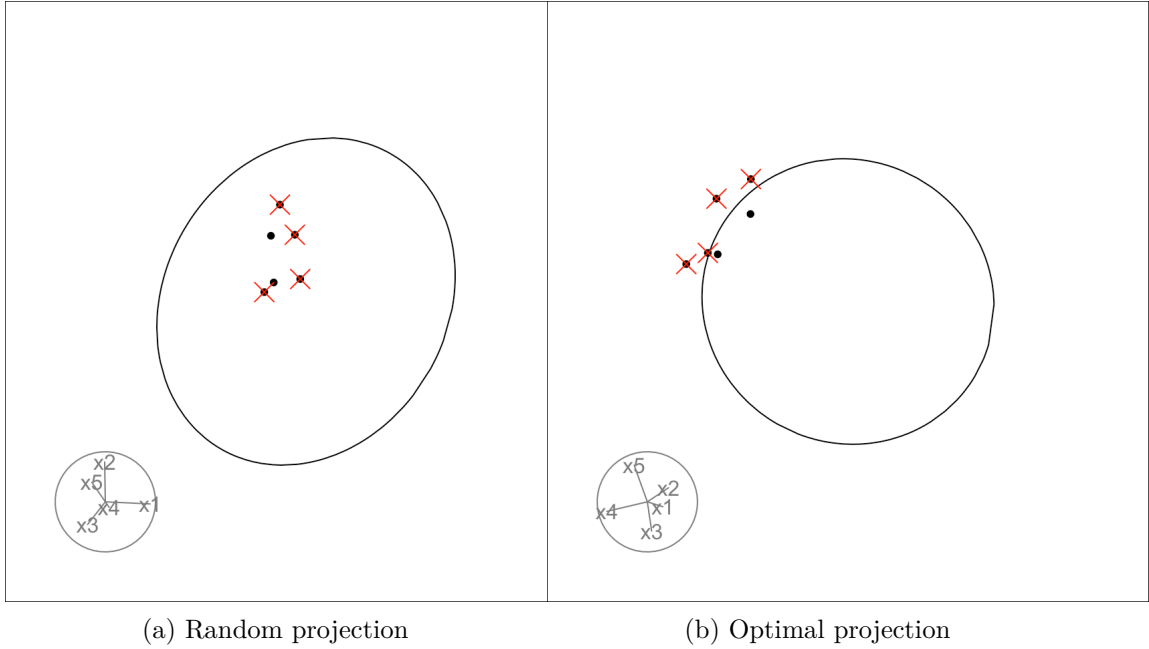 x2
x5
x4
x1
x3
x5
x2
x4
x1
x3
(a) Random projection
(b) Optimal projection